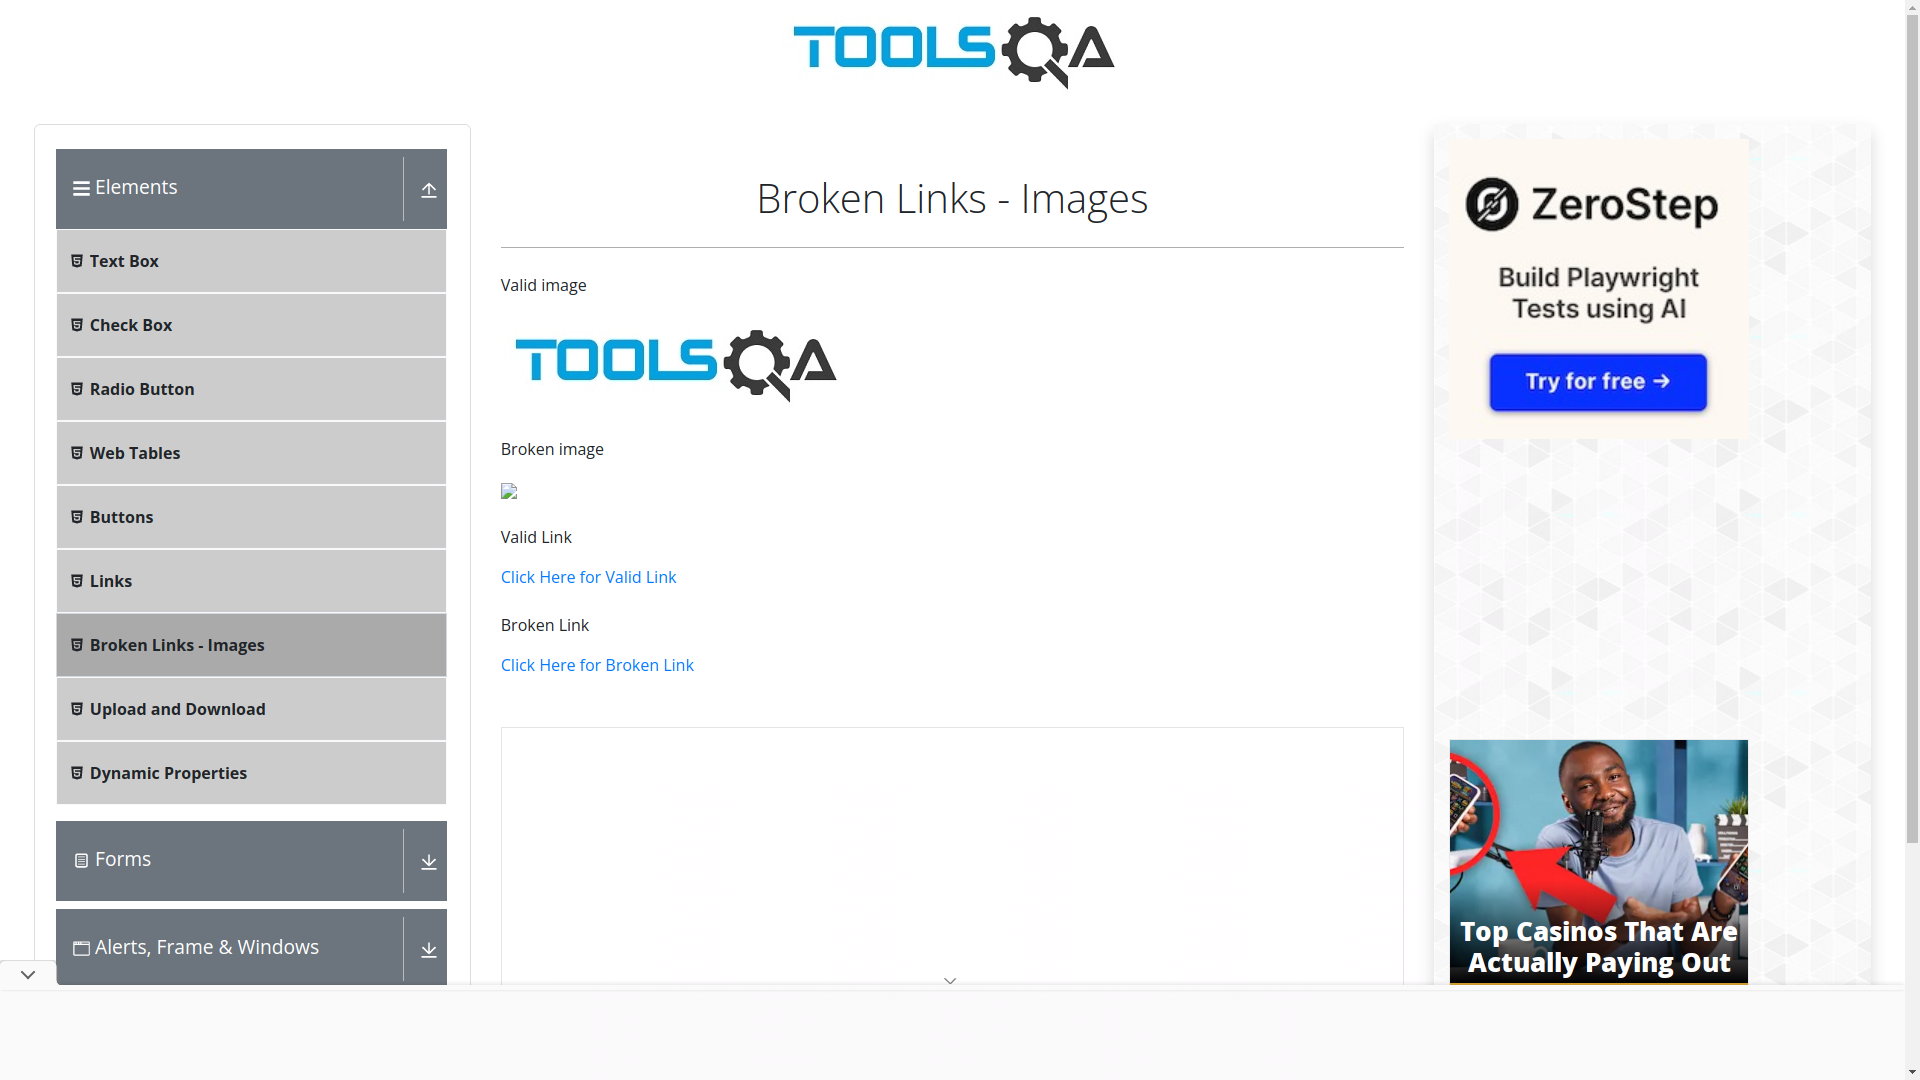 TOOLSQA
Elements
Text Box
Check Box
Radio Button
Web Tables
Buttons
Links
Broken Links - Images
Upload and Download
Dynamic Properties
Forms
Alerts, Frame & Windows
Broken Links - Images
Valid image
TOOLSQA
Broken image
Valid Link
Click Here for Valid Link
Broken Link
Click Here for Broken Link
ZeroStep
Build Playwright
Tests using AI
Try for free →
Top Casinos That Are
Actually Paying Out